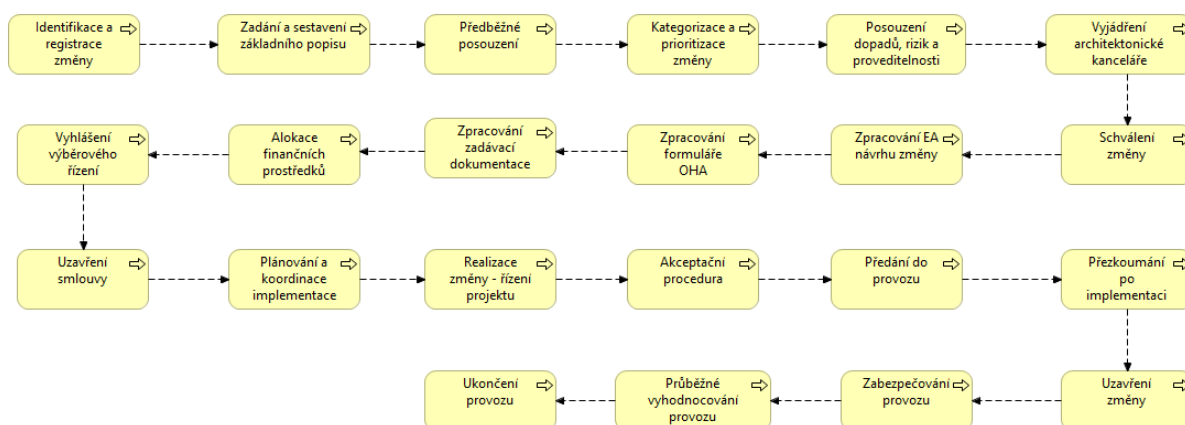 Identifikace a
registrace
změny
Zadání a sestavení
základního popisu
Předběžné
posouzení
Kategorizace a
prioritizace
změny
Posouzení
dopadů, rizik a
proveditelnosti
Vyjádření
architektonické
kanceláře
Schválení
změny
Zpracování EA
návrhu změny
Zpracování
formuláře
OHA
Zpracování
zadávací
dokumentace
Alokace
finančních
prostředků
Vyhlášení
výběrového
řízení
Uzavření
smlouvy
Plánování a
koordinace
implementace
Realizace
změny - řízení
projektu
Akceptační
procedura
Předání do
provozu
Přezkoumání
po
implementaci
Uzavření
změny
Zabezpečování
provozu
Průběžné
vyhodnocování
provozu
Ukončení
provozu